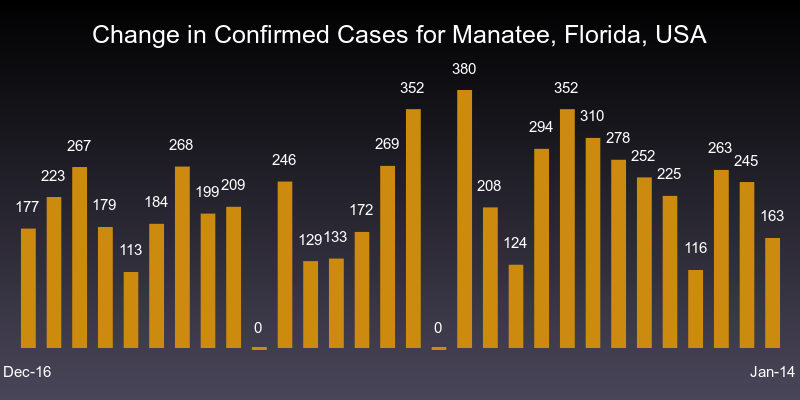 Change in Confirmed Cases for Manatee, Florida, USA
177 223 267 179 113 184 268 199 209 0 246 129 133 172 269 352 0 380 208 124 294 352 310 278 252 225 116 263 245 163
Dec-16 Jan-14